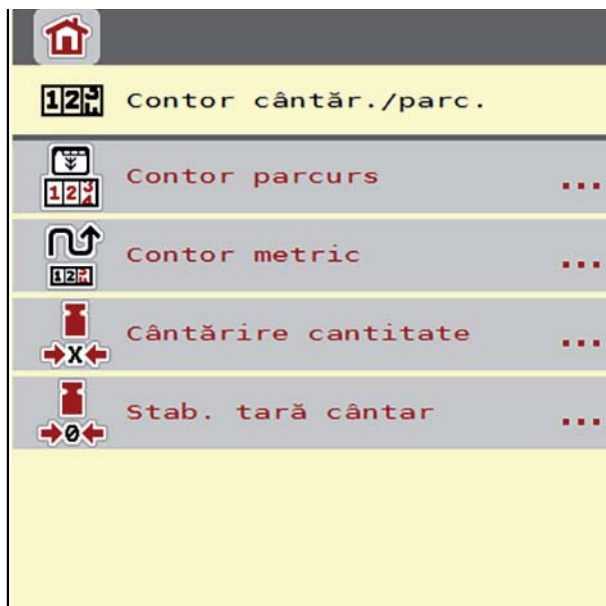 Contor cântăr./parc.
Contor parcurs ...
Contor metric ...
Cântărire cantitate ...
Stab. tară cântar ...